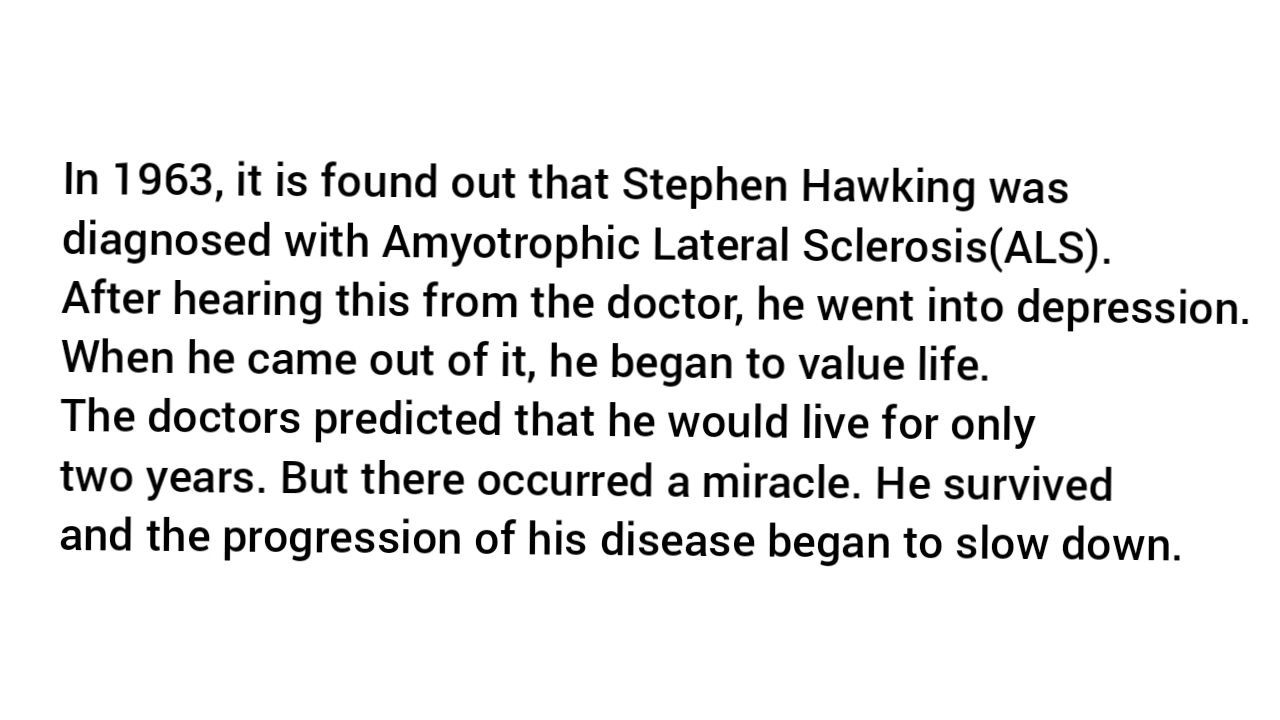 In 1963, it is found out that Stephen Hawking was
diagnosed with Amyotrophic Lateral Sclerosis(ALS).
After hearing this from the doctor, he went into depression.
When he came out of it, he began to value life.
The doctors predicted that he would live for only
two years. But there occurred a miracle. He survived
and the progression of his disease began to slow down.